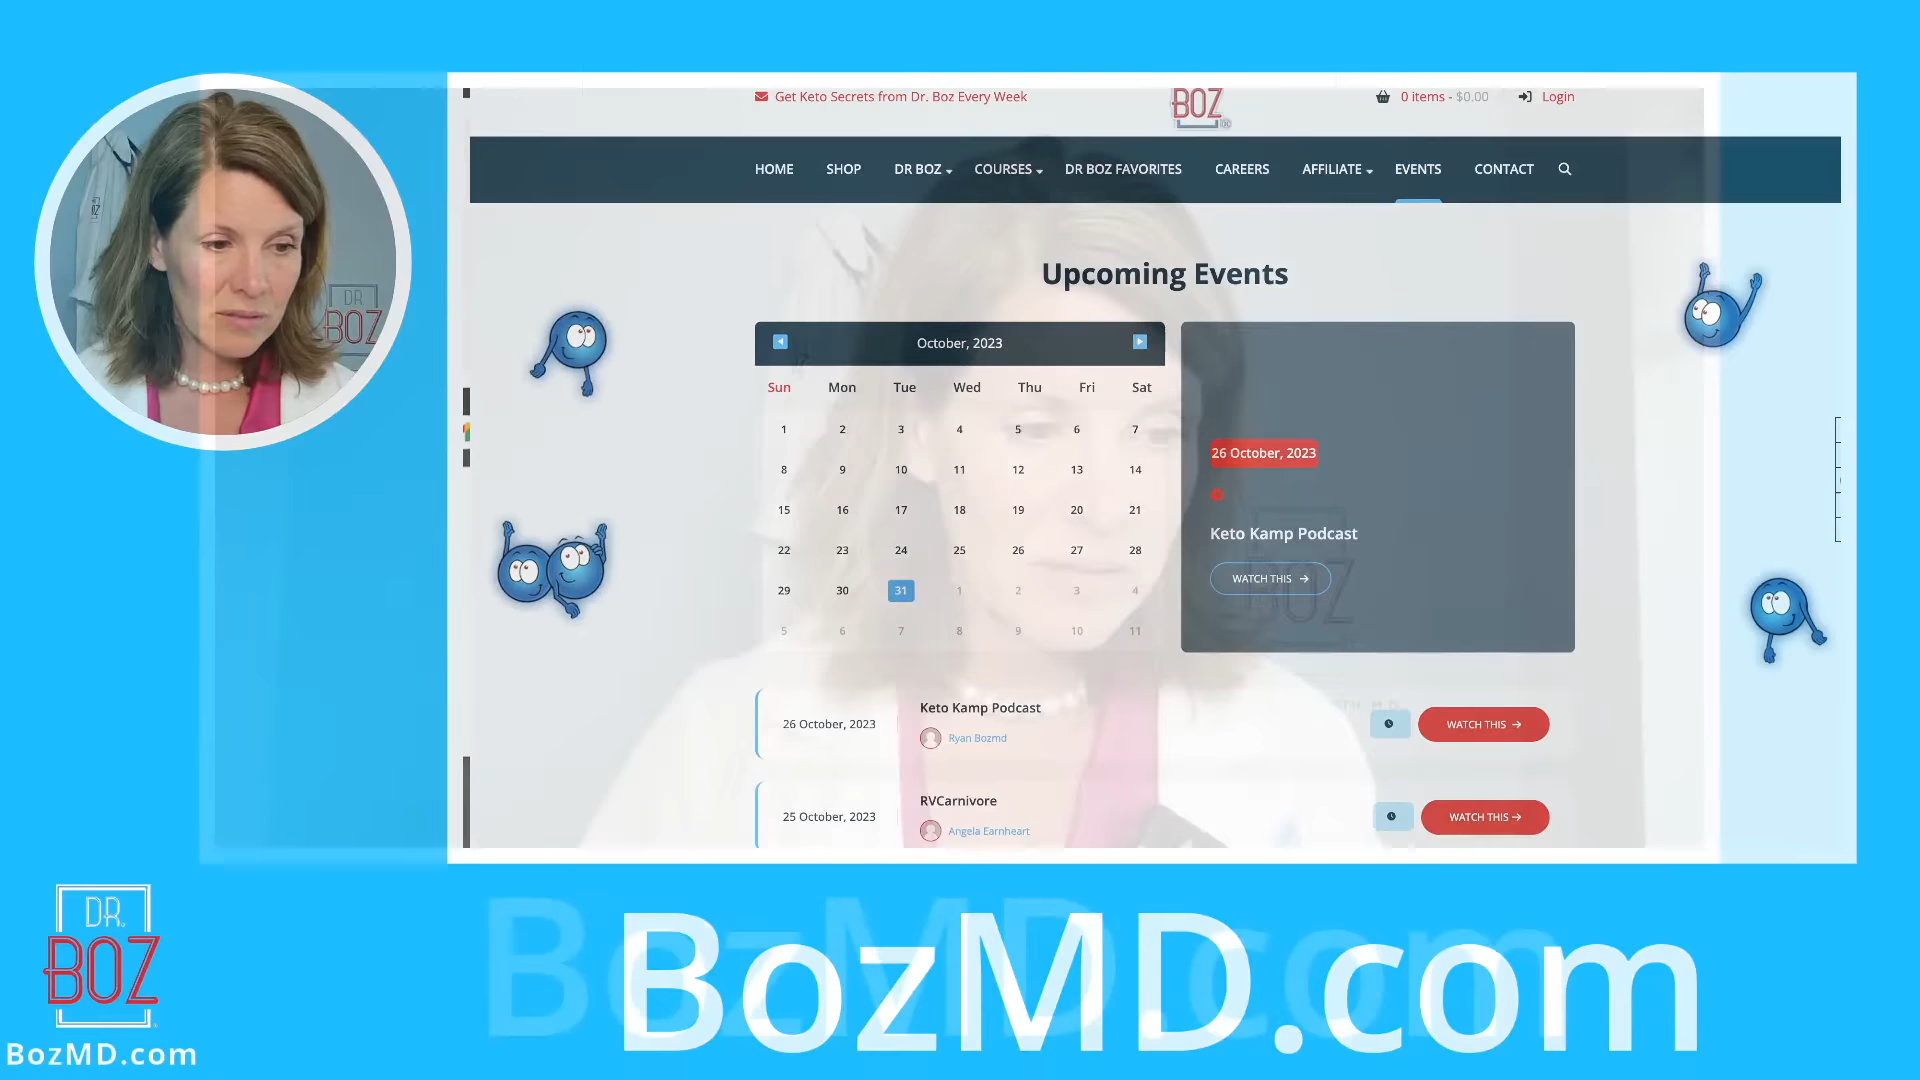 Get Keto Secrets from Dr. Boz Every Week
BOZ
0 items - $0.00
Login
HOME
SHOP
DR BOZ
COURSES
DR BOZ FAVORITES
CAREERS
AFFILIATE
EVENTS
CONTACT
Upcoming Events
October, 2023
Sun Mon Tue Wed Thu Fri Sat
1 2 3 4 5 6 7
8 9 10 11 12 13 14
15 16 17 18 19 20 21
22 23 24 25 26 27 28
29 30 31 1 2 3 4
5 6 7 8 9 10 11
26 October, 2023
Keto Kamp Podcast
WATCH THIS
26 October, 2023
Keto Kamp Podcast
Ryan Bozmd
WATCH THIS
25 October, 2023
RVCarnivore
Angela Earnheart
WATCH THIS
DR
BOZ
BOZ
DR.
BOZ
BozMD.com
BozMD.com
BozMD.com